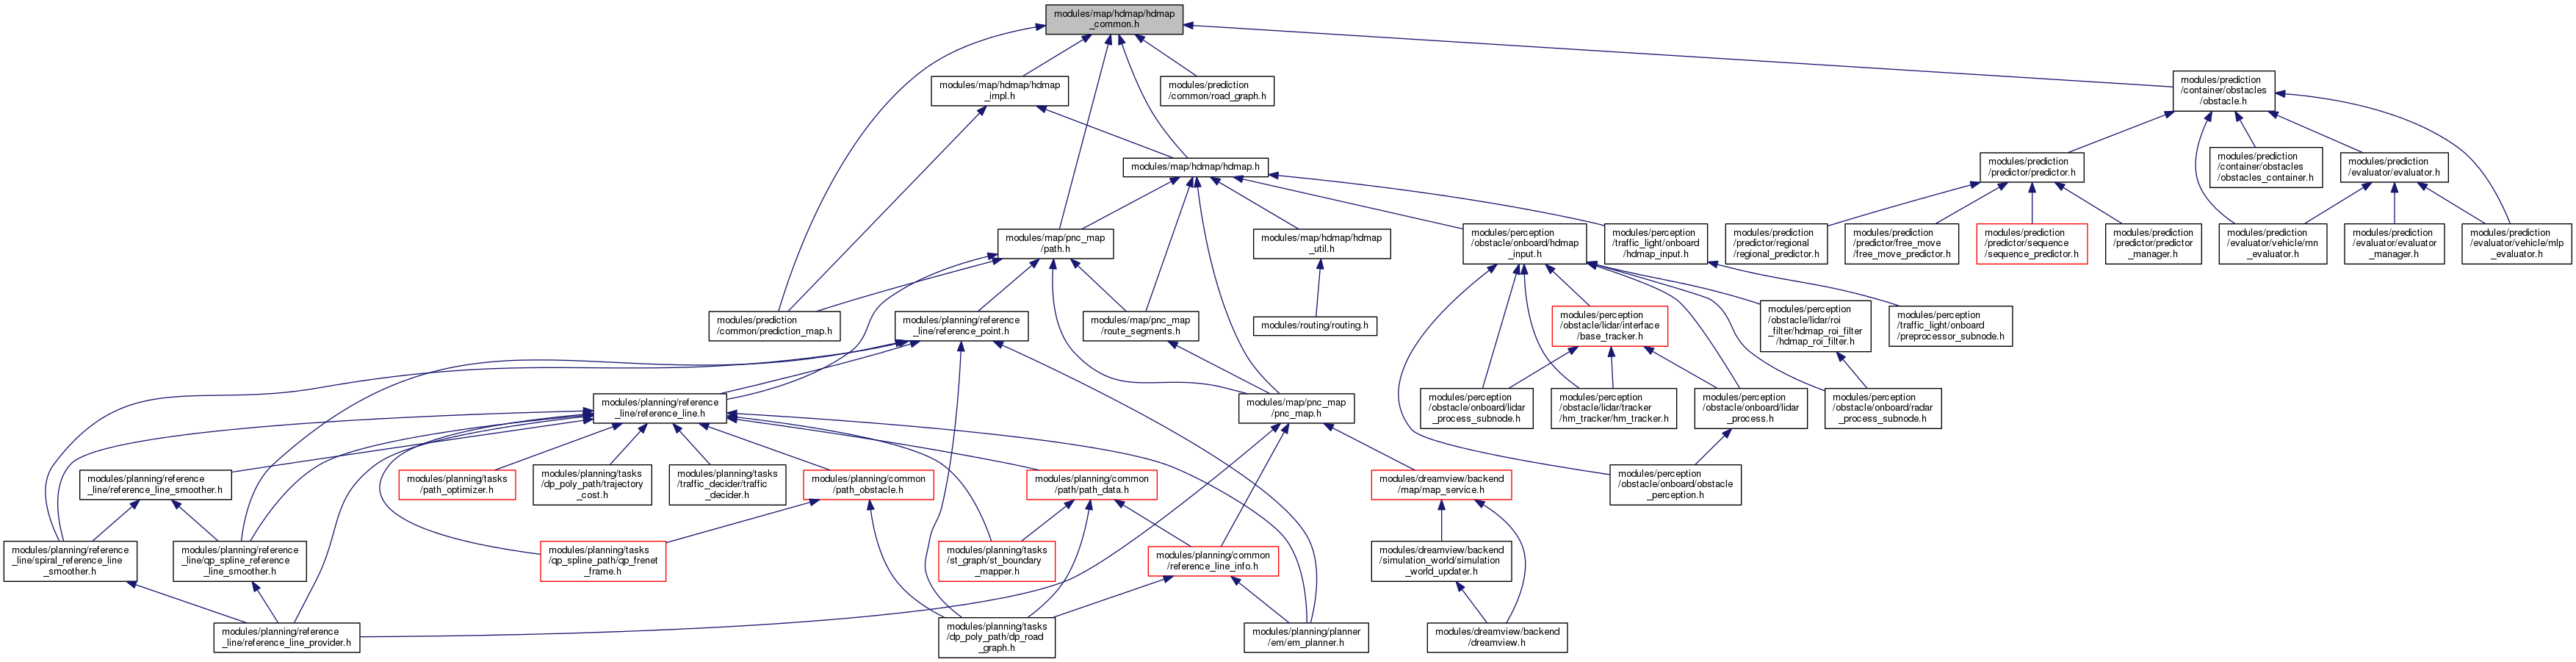 modules/map/hdmap/hdmap
_common.h
modules/map/hdmap/hdmap
_impl.h
modules/prediction
/common/road_graph.h
modules/prediction
/container/obstacles
/obstacle.h
modules/map/hdmap/hdmap.h
modules/prediction
/predictor/predictor.h
modules/prediction
/container/obstacles
/obstacles_container.h
modules/prediction
/evaluator/evaluator.h
modules/map/pnc_map
/path.h
modules/map/hdmap/hdmap
_util.h
modules/perception
/obstacle/onboard/hdmap
_input.h
modules/perception
/traffic_light/onboard
/hdmap_input.h
modules/prediction
/predictor/regional
/regional_predictor.h
modules/prediction
/predictor/free_move
/free_move_predictor.h
modules/prediction
/predictor/sequence
/sequence_predictor.h
modules/prediction
/predictor/predictor
_manager.h
modules/prediction
/evaluator/vehicle/rnn
_evaluator.h
modules/prediction
/evaluator/evaluator
_manager.h
modules/prediction
/evaluator/vehicle/mlp
_evaluator.h
modules/prediction
/common/prediction_map.h
modules/planning/reference
_line/reference_point.h
modules/map/pnc_map
/route_segments.h
modules/routing/routing.h
modules/perception
/obstacle/lidar/interface
/base_tracker.h
modules/perception
/obstacle/lidar/roi
_filter/hdmap_roi_filter
/hdmap_roi_filter.h
modules/perception
/traffic_light/onboard
/preprocessor_subnode.h
modules/planning/reference
_line/reference_line.h
modules/map/pnc_map
/pnc_map.h
modules/perception
/obstacle/onboard/lidar
_process_subnode.h
modules/perception
/obstacle/lidar/tracker
/hm_tracker/hm_tracker.h
modules/perception
/obstacle/onboard/lidar
_process.h
modules/perception
/obstacle/onboard/radar
_process_subnode.h
modules/planning/reference
_line/reference_line_smoother.h
modules/planning/tasks
/path_optimizer.h
modules/planning/tasks
/dp_poly_path/trajectory
_cost.h
modules/planning/tasks
/traffic_decider/traffic
_decider.h
modules/planning/common
/path_obstacle.h
modules/planning/common
/path/path_data.h
modules/dreamview/backend
/map/map_service.h
modules/perception
/obstacle/onboard/obstacle
_perception.h
modules/planning/reference
_line/spiral_reference_line
_smoother.h
modules/planning/reference
_line/qp_spline_reference
_line_smoother.h
modules/planning/tasks
/qp_spline_path/qp_frenet
_frame.h
modules/planning/tasks
/st_graph/st_boundary
_mapper.h
modules/planning/common
/reference_line_info.h
modules/dreamview/backend
/simulation_world/simulation
_world_updater.h
modules/planning/reference
_line/reference_line_provider.h
modules/planning/tasks
/dp_poly_path/dp_road
_graph.h
modules/planning/planner
/em/em_planner.h
modules/dreamview/backend
/dreamview.h